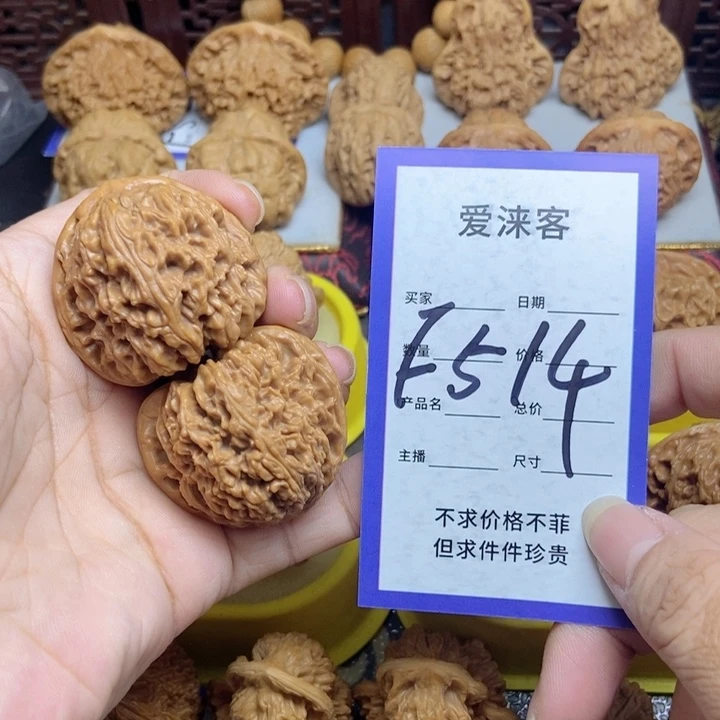 爱涞客
买家 日期
F514
数量 价格
产品名 总价
主播 尺寸
不求价格不菲
但求件件珍贵